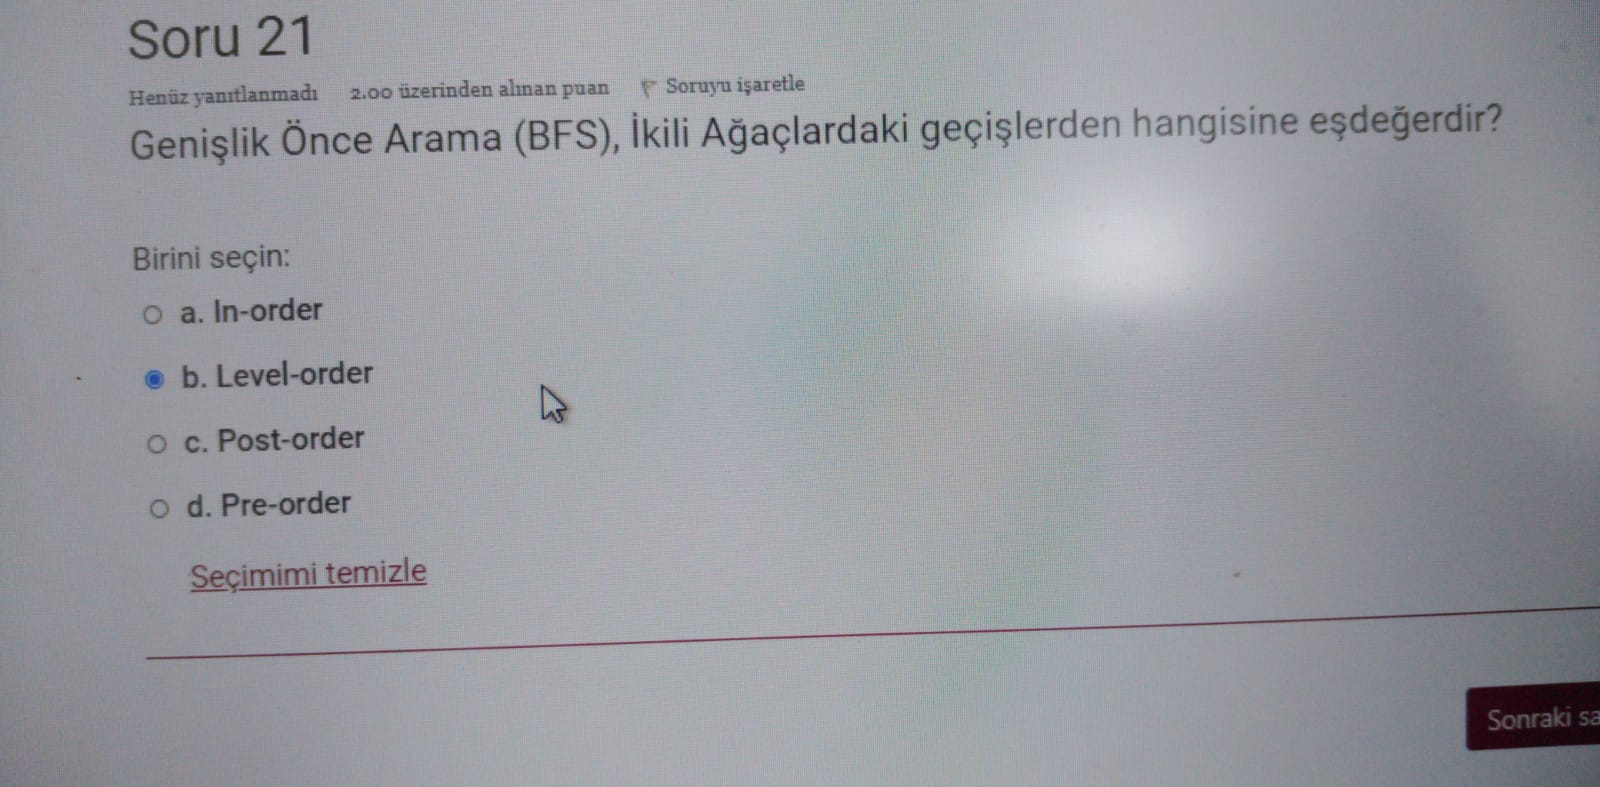 Soru 21
Henüz yanıtlanmadı 2.00 üzerinden alınan puan Soruyu işaretle
Genişlik Önce Arama (BFS), İkili Ağaçlardaki geçişlerden hangisine eşdeğerdir?
Birini seçin:
a. In-order
b. Level-order
c. Post-order
d. Pre-order
Seçimimi temizle
Sonraki sa